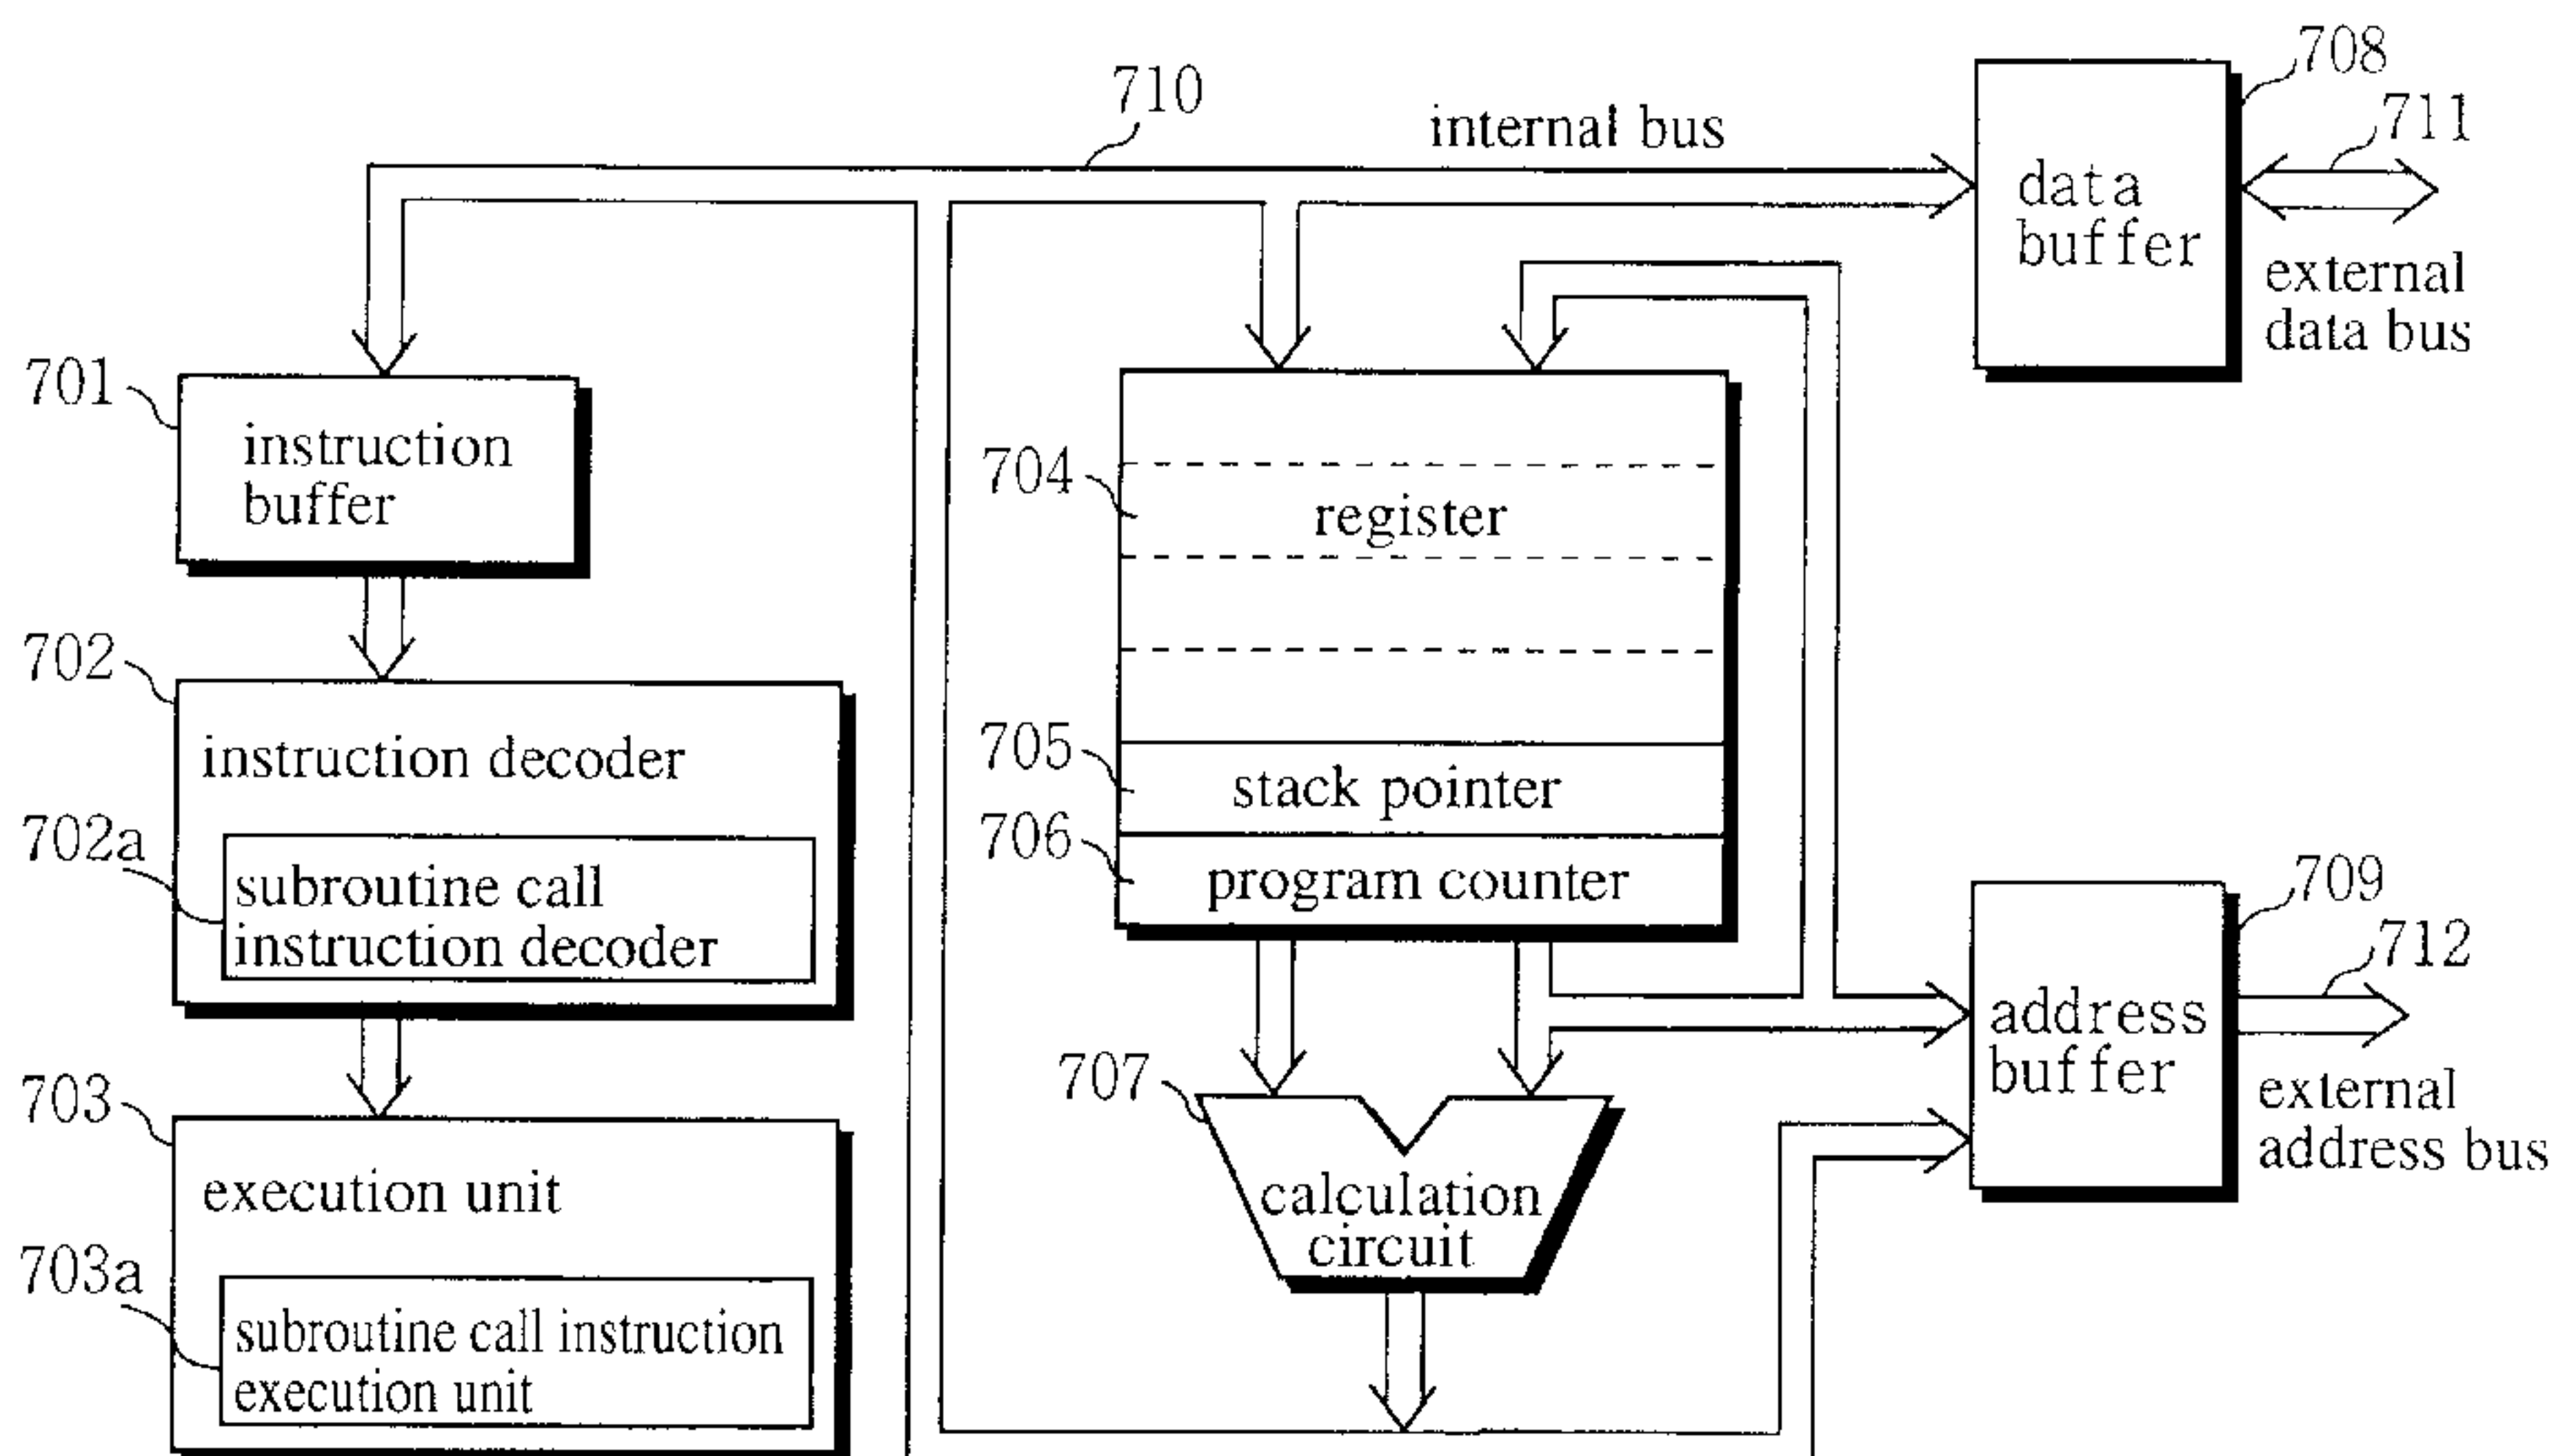 710
internal bus
708
data
buffer
711
external
data bus
701
instruction
buffer
704
register
702
instruction decoder
702a
subroutine call
instruction decoder
705
stack pointer
706
program counter
709
address
buffer
712
external
address bus
703
execution unit
703a
subroutine call instruction
execution unit
707
calculation
circuit